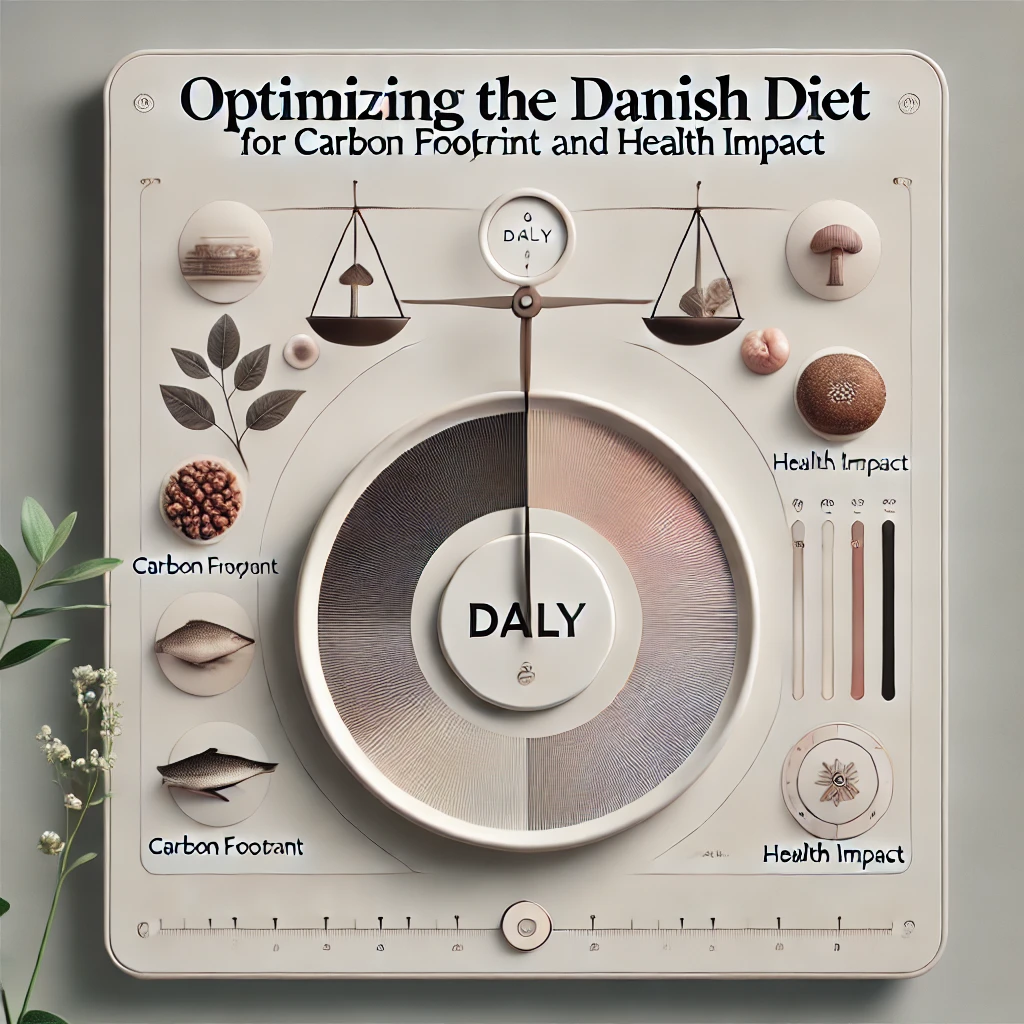 Optimizing the Danish Diet
for Carbon Footrint and Health Impact
DALY
Health Impact
Carbon Frogant
DALY
Carbon Footant
Health Impact